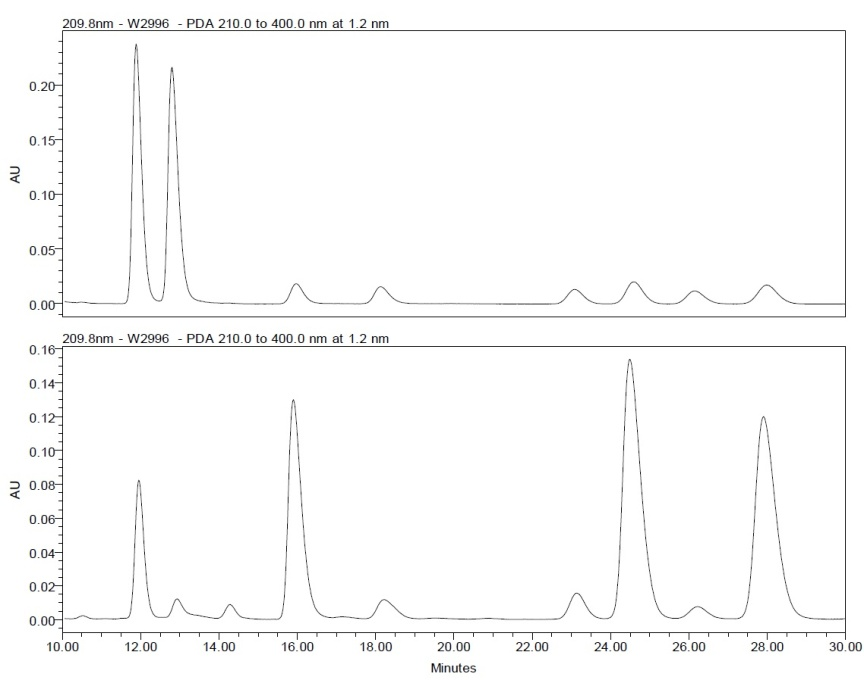 209.8nm - W2996 - PDA 210.0 to 400.0 nm at 1.2 nm
0.20
0.15
AU
0.10
0.05
0.00
209.8nm - W2996 - PDA 210.0 to 400.0 nm at 1.2 nm
0.16
0.14
0.12
0.10
AU
0.08
0.06
0.04
0.02
0.00
10.00 12.00 14.00 16.00 18.00 20.00 22.00 24.00 26.00 28.00 30.00
Minutes